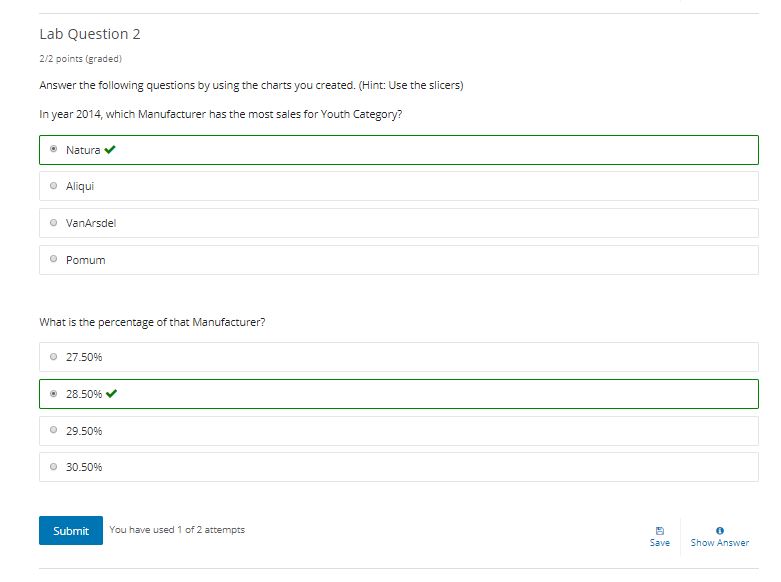 Lab Question 2
2/2 points (graded)
Answer the following questions by using the charts you created. (Hint: Use the slicers)
In year 2014, which Manufacturer has the most sales for Youth Category?
Natura
Aliqui
VanArsdel
Pomum
What is the percentage of that Manufacturer?
27.50%
28.50%
29.50%
30.50%
Submit You have used 1 of 2 attempts
Save Show Answer